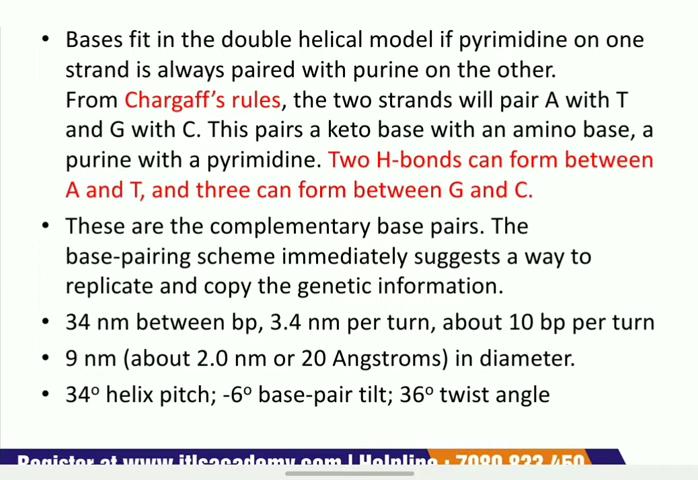 • Bases fit in the double helical model if pyrimidine on one
strand is always paired with purine on the other.
From Chargaff's rules, the two strands will pair A with T
and G with C. This pairs a keto base with an amino base, a
purine with a pyrimidine. Two H-bonds can form between
A and T, and three can form between G and C.
• These are the complementary base pairs. The
base-pairing scheme immediately suggests a way to
replicate and copy the genetic information.
• 34 nm between bp, 3.4 nm per turn, about 10 bp per turn
• 9 nm (about 2.0 nm or 20 Angstroms) in diameter.
• 34° helix pitch; -6° base-pair tilt; 36° twist angle
Register at www.itlsacademy.com | Helpline : 7080 822 450